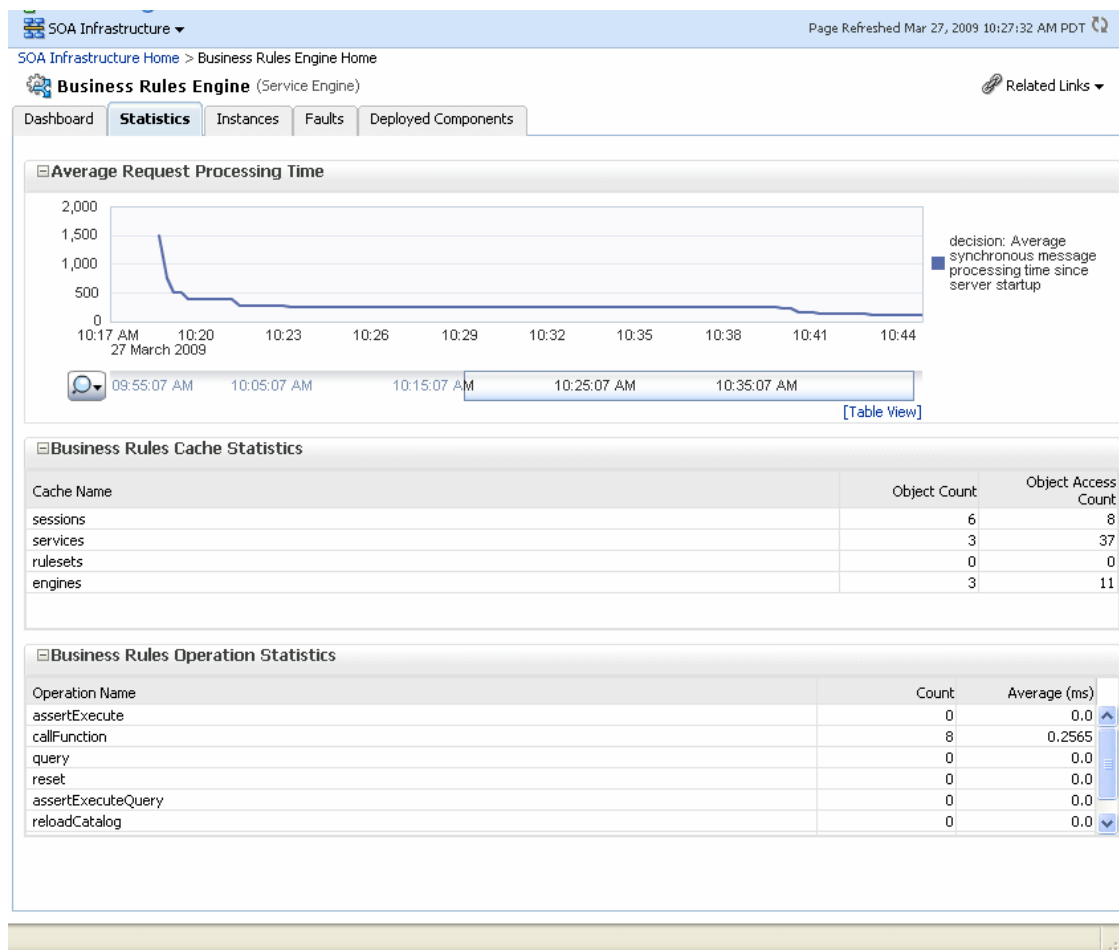 SOA Infrastructure
Page Refreshed Mar 27, 2009 10:27:32 AM PDT
SOA Infrastructure Home > Business Rules Engine Home
Business Rules Engine (Service Engine)
Related Links
Dashboard Statistics Instances Faults Deployed Components
Average Request Processing Time
2,000
1,500
1,000
500
0
decision: Average
synchronous message
processing time since
server startup
10:17 AM 10:20 10:23 10:26 10:29 10:32 10:35 10:38 10:41 10:44
27 March 2009
09:55:07 AM 10:05:07 AM 10:15:07 AM 10:25:07 AM 10:35:07 AM
[Table View]
Business Rules Cache Statistics
Cache Name Object Count Object Access
Count
sessions 6 8
services 3 37
rulesets 0 0
engines 3 11
Business Rules Operation Statistics
Operation Name Count Average (ms)
assertExecute 0 0.0
callFunction 8 0.2565
query 0 0.0
reset 0 0.0
assertExecuteQuery 0 0.0
reloadCatalog 0 0.0